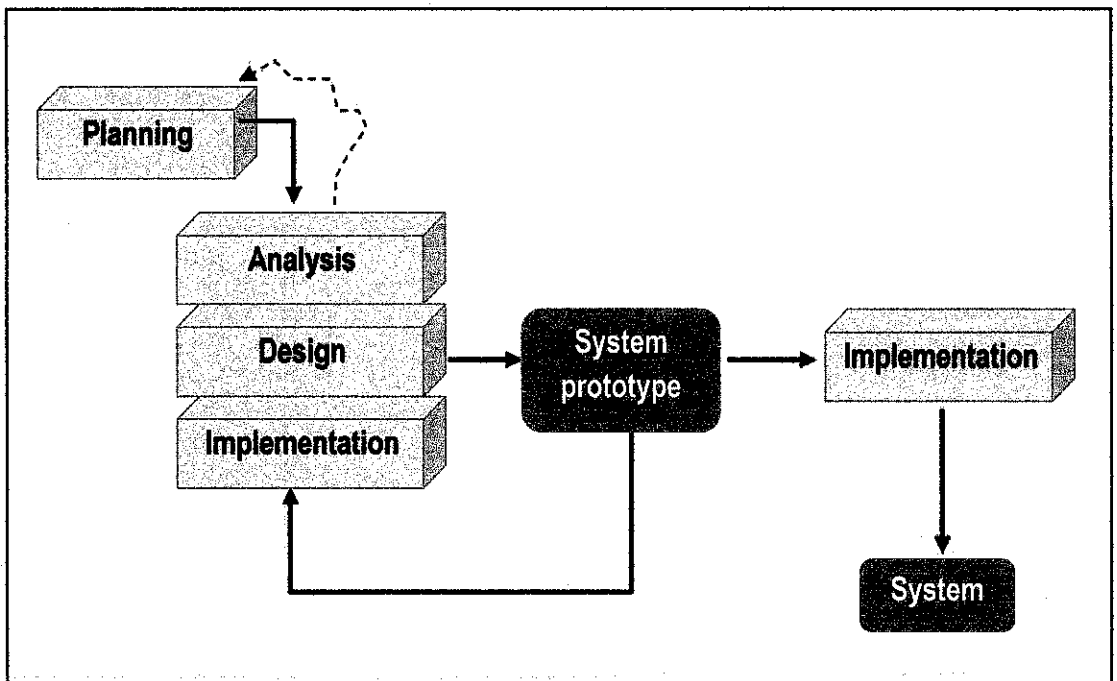 Planning
Analysis
Design
Implementation
System
prototype
Implementation
System